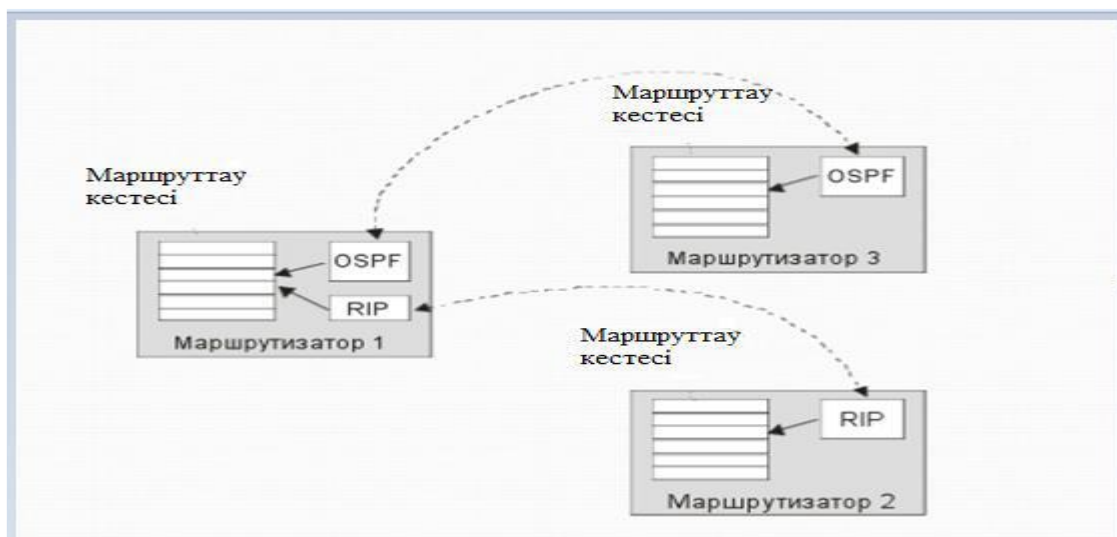 Маршруттау
кестесі
OSPF
RIP
Маршрутизатор 1
Маршруттау
кестесі
OSPF
Маршрутизатор 3
Маршруттау
кестесі
RIP
Маршрутизатор 2